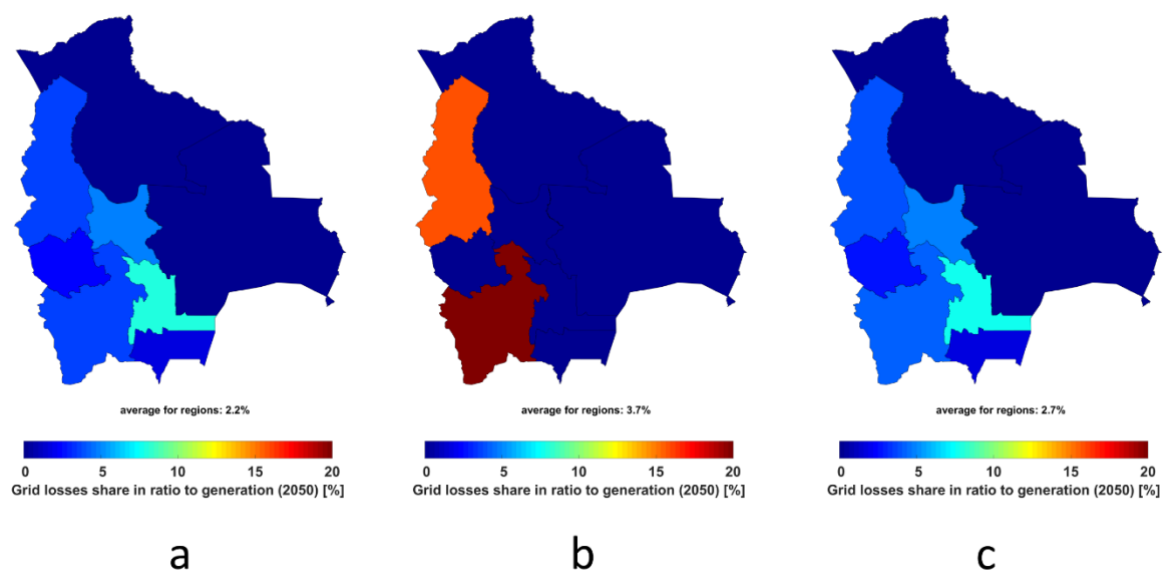 average for regions: 2.2%
0 5 10 15 20
Grid losses share in ratio to generation (2050) [%]
a
average for regions: 3.7%
0 5 10 15 20
Grid losses share in ratio to generation (2050) [%]
b
average for regions: 2.7%
0 5 10 15 20
Grid losses share in ratio to generation (2050) [%]
c